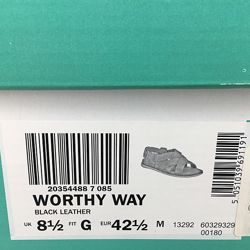 20354488 7 085
WORTHY WAY
BLACK LEATHER
UK 8½ FIT G EUR 42½ M 13292 60329329
00180
5 051039 691191